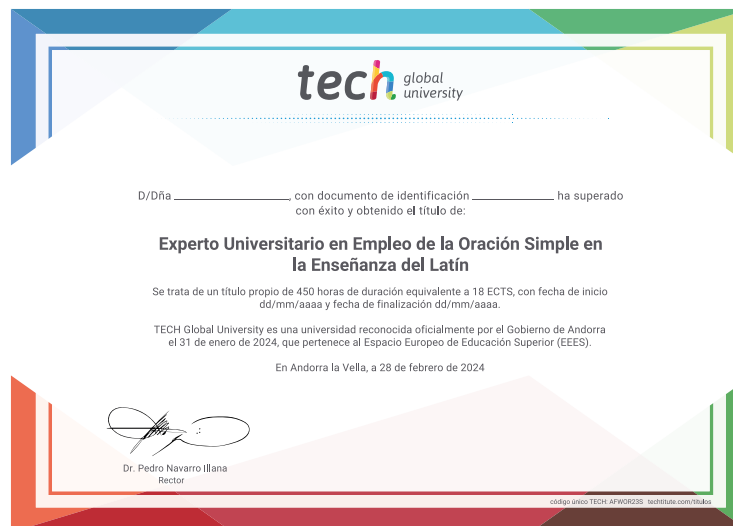 tech global
university
D/Dña ______________, con documento de identificación ______________ ha superado
con éxito y obtenido el título de:
Experto Universitario en Empleo de la Oración Simple en
la Enseñanza del Latín
Se trata de un título propio de 450 horas de duración equivalente a 18 ECTS, con fecha de inicio
dd/mm/aaaa y fecha de finalización dd/mm/aaaa.
TECH Global University es una universidad reconocida oficialmente por el Gobierno de Andorra
el 31 de enero de 2024, que pertenece al Espacio Europeo de Educación Superior (EEES).
En Andorra la Vella, a 28 de febrero de 2024
Dr. Pedro Navarro Illana
Rector
código único TECH: AFWOR23S techtitute.com/titulos